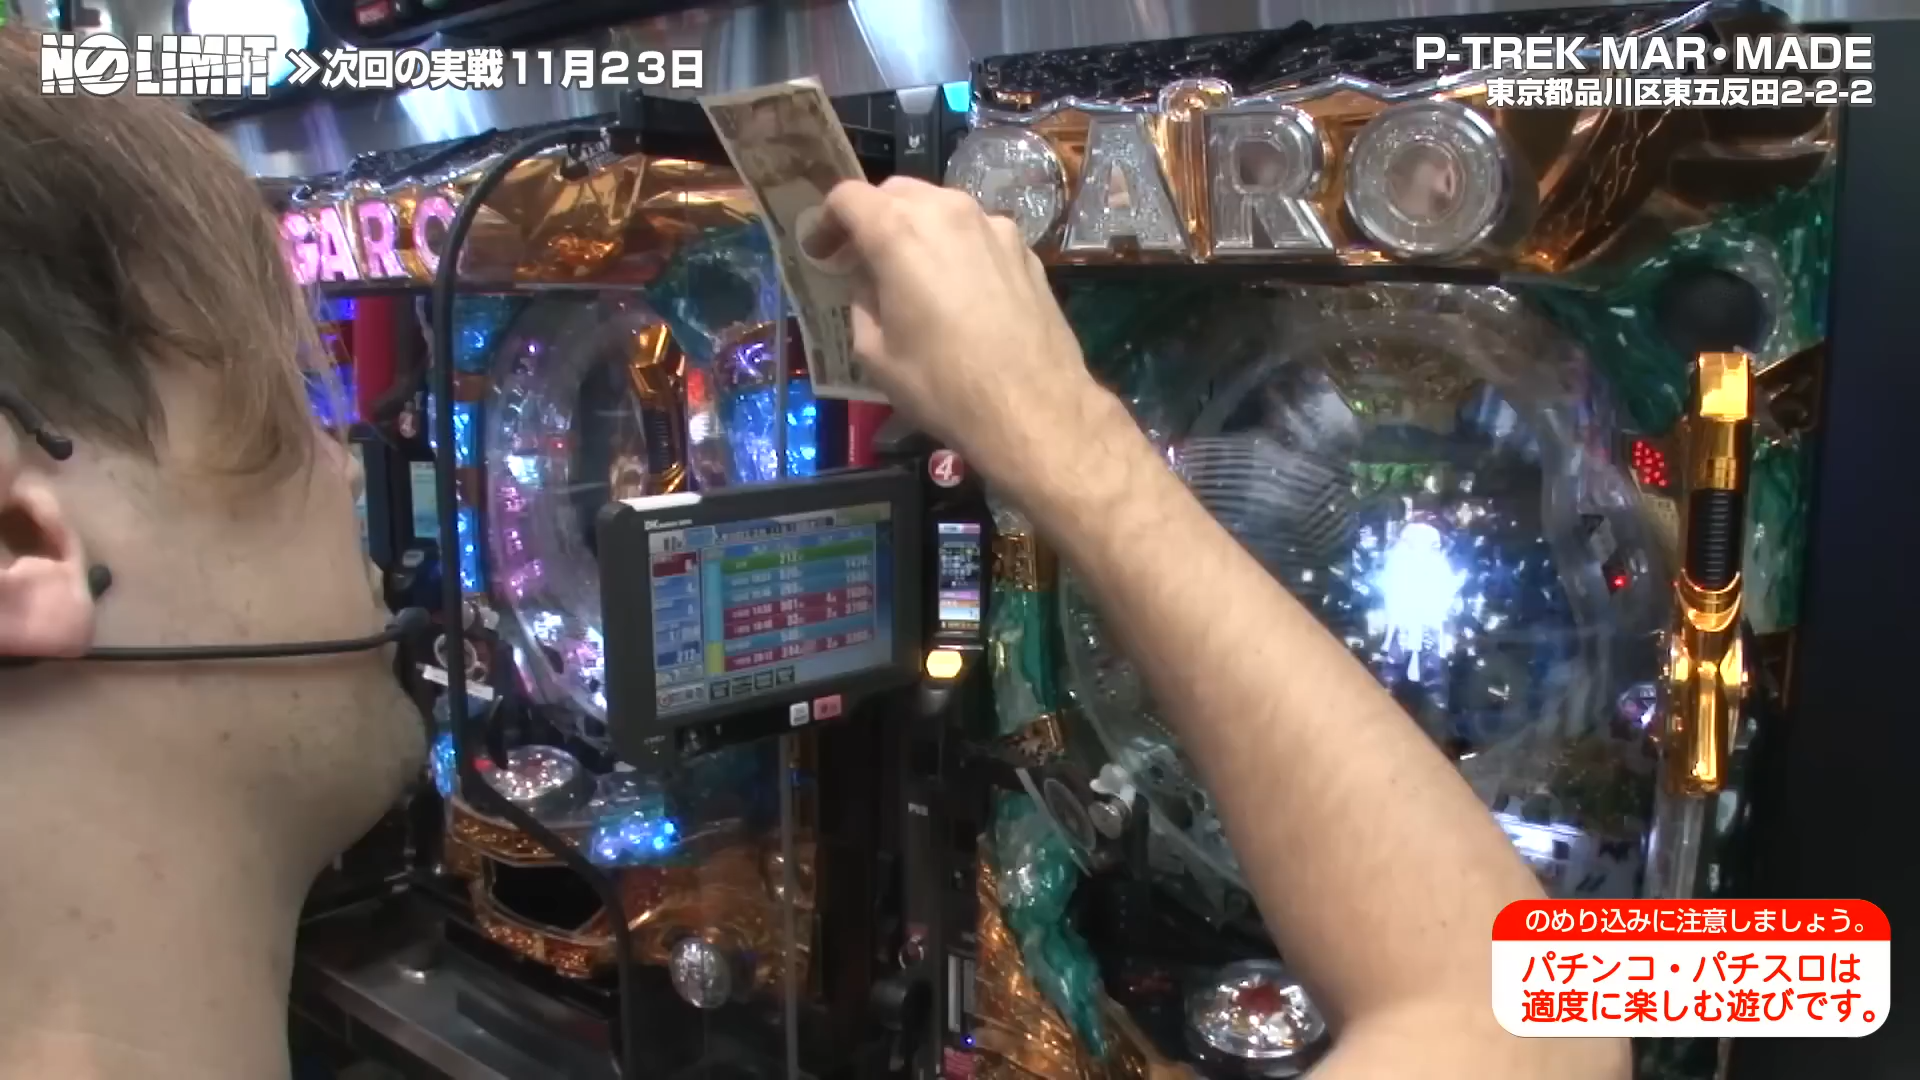 NO LIMIT ≫次回の実戦11月23日
P-TREK MAR・MADE
東京都品川区東五反田2-2-2
GARO
GARO
4
のめり込みに注意しましょう。
パチンコ・パチスロは
適度に楽しむ遊びです。